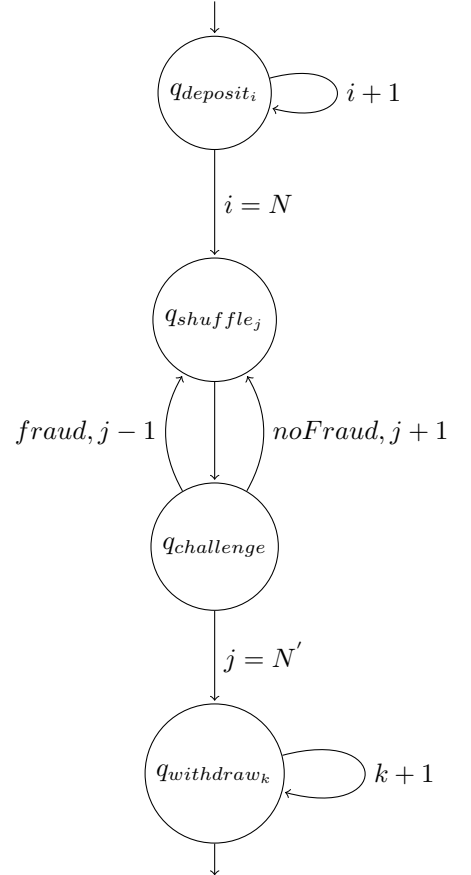 q_{deposit_i}
i + 1
i = N
q_{shuffle_j}
fraud, j − 1
noFraud, j + 1
q_{challenge}
j = N'
q_{withdraw_k}
k + 1